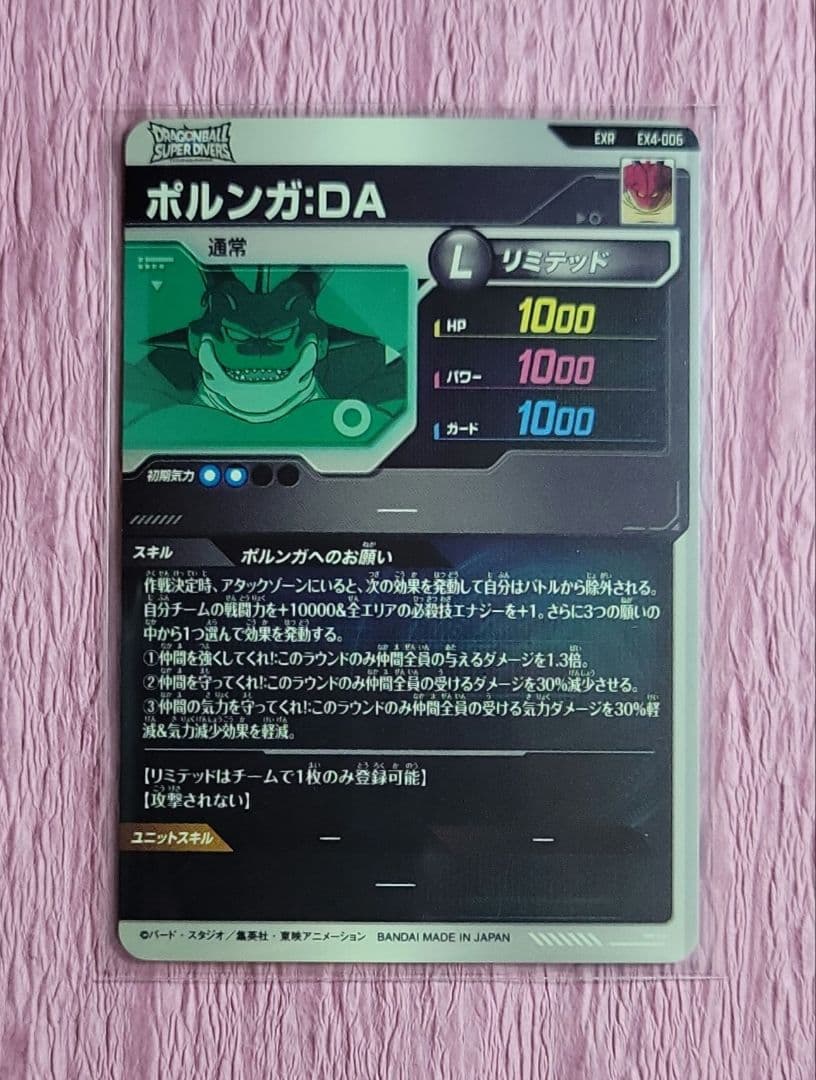 DRAGONBALL
SUPER DIVERS
EXR EX4-006
ポルンガ:DA
通常
L リミテッド
HP 1000
パワー 1000
ガード 1000
初期気力
スキル ポルンガへのお願い
作戦決定時、アタックゾーンにいると、次の効果を発動して自分はバトルから除外される。
自分チームの戦闘力を+10000&全エリアの必殺技エナジーを+1。さらに3つの願いの
中から1つ選んで効果を発動する。
①仲間を強くしてくれ!:このラウンドのみ仲間全員の与えるダメージを1.3倍。
②仲間を守ってくれ!:このラウンドのみ仲間全員の受けるダメージを30%減少させる。
③仲間の気力を守ってくれ!:このラウンドのみ仲間全員の受ける気力ダメージを30%軽
減&気力減少効果を軽減。
【リミテッドはチームで1枚のみ登録可能】
【攻撃されない】
ユニットスキル
©バード・スタジオ/集英社・東映アニメーション BANDAI MADE IN JAPAN